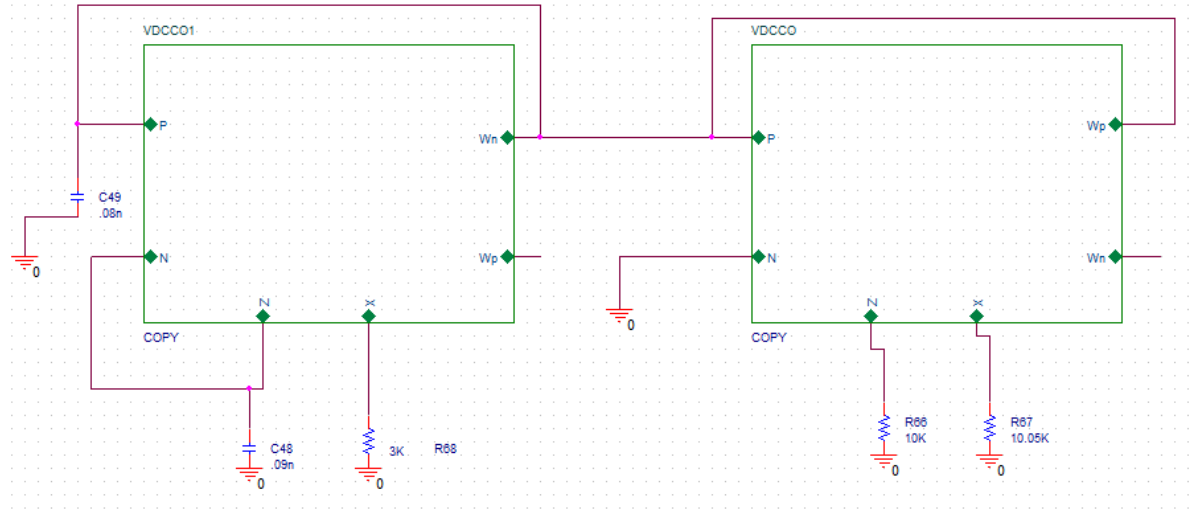 VDCCO1
VDCCO
P
P
Wp
Wn
C49
.08n
N
Wp
N
Wn
0
Z
X
Z
X
0
COPY
COPY
R66
10K
R67
10.05K
C48
.09n
3K
R68
0
0
0
0